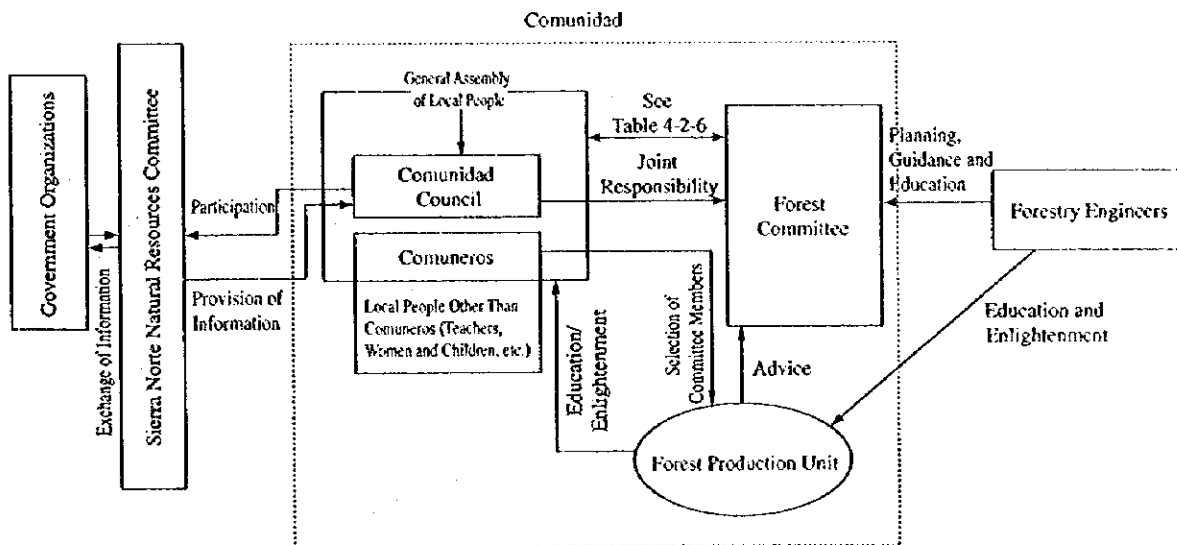 Comunidad
Government Organizations
Exchange of Information
Sierra Norte Natural Resources Committee
Participation
Provision of
Information
General Assembly
of Local People
Comunidad
Council
Comuneros
Local People Other Than
Comuneros (Teachers,
Women and Children, etc.)
See
Table 4-2-6
Joint
Responsibility
Education/
Enlightenment
Selection of
Committee Members
Forest
Committee
Advice
Forest Production Unit
Planning,
Guidance and
Education
Forestry Engineers
Education and
Enlightenment